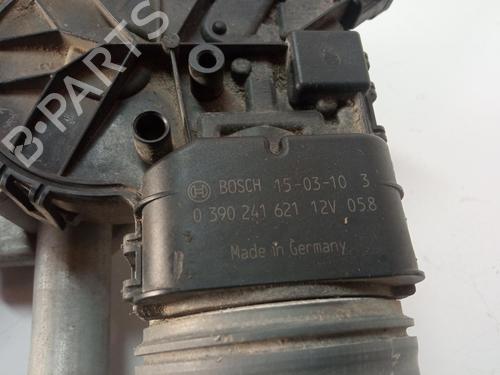 BOSCH 15-03-10 3
0 390 241 621 12V 058
Made in Germany
B-PARTS